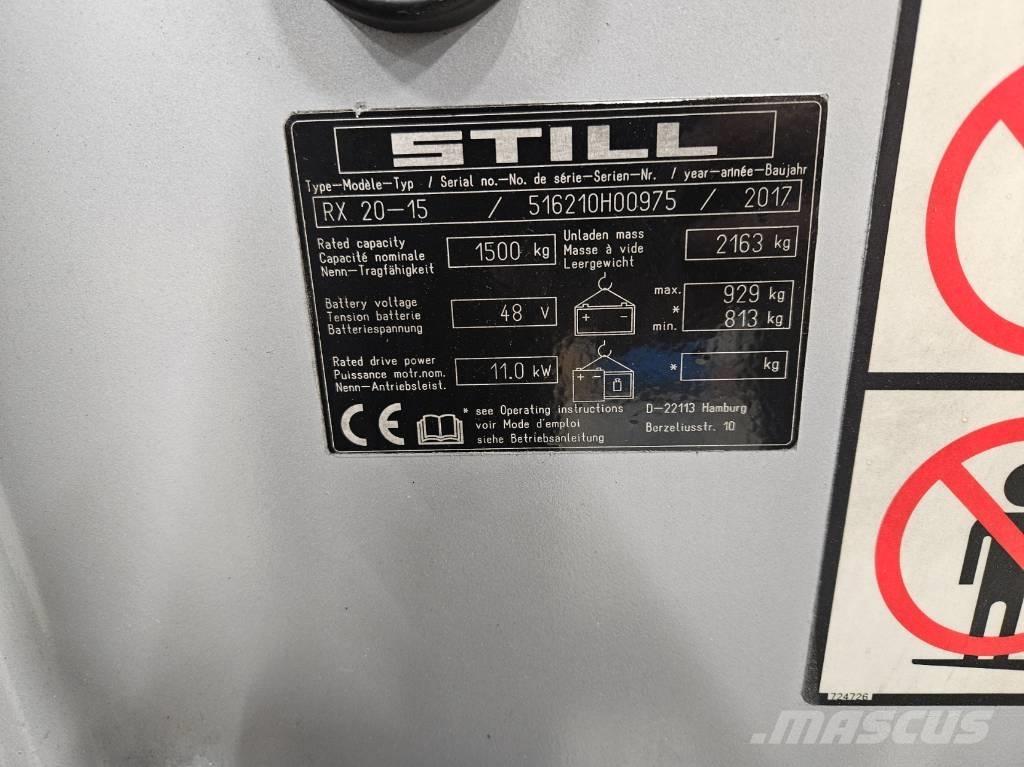 STILL
Type-Modèle-Typ / Serial no.-No. de série-Serien-Nr. / year-année-Baujahr
RX 20-15 / 516210H00975 / 2017
Rated capacity
Capacité nominale
Nenn-Tragfähigkeit
1500 kg
Unladen mass
Masse à vide
Leergewicht
2163 kg
Battery voltage
Tension batterie
Batteriespannung
48 V
+ −
max. 929 kg
*
min. 813 kg
Rated drive power
Puissance motr.nom.
Nenn-Antriebsleist.
11.0 kW
+ −
* kg
CE
* see Operating instructions
voir Mode d'emploi
siehe Betriebsanleitung
D-22113 Hamburg
Berzeliusstr. 10
724726
MASCUS